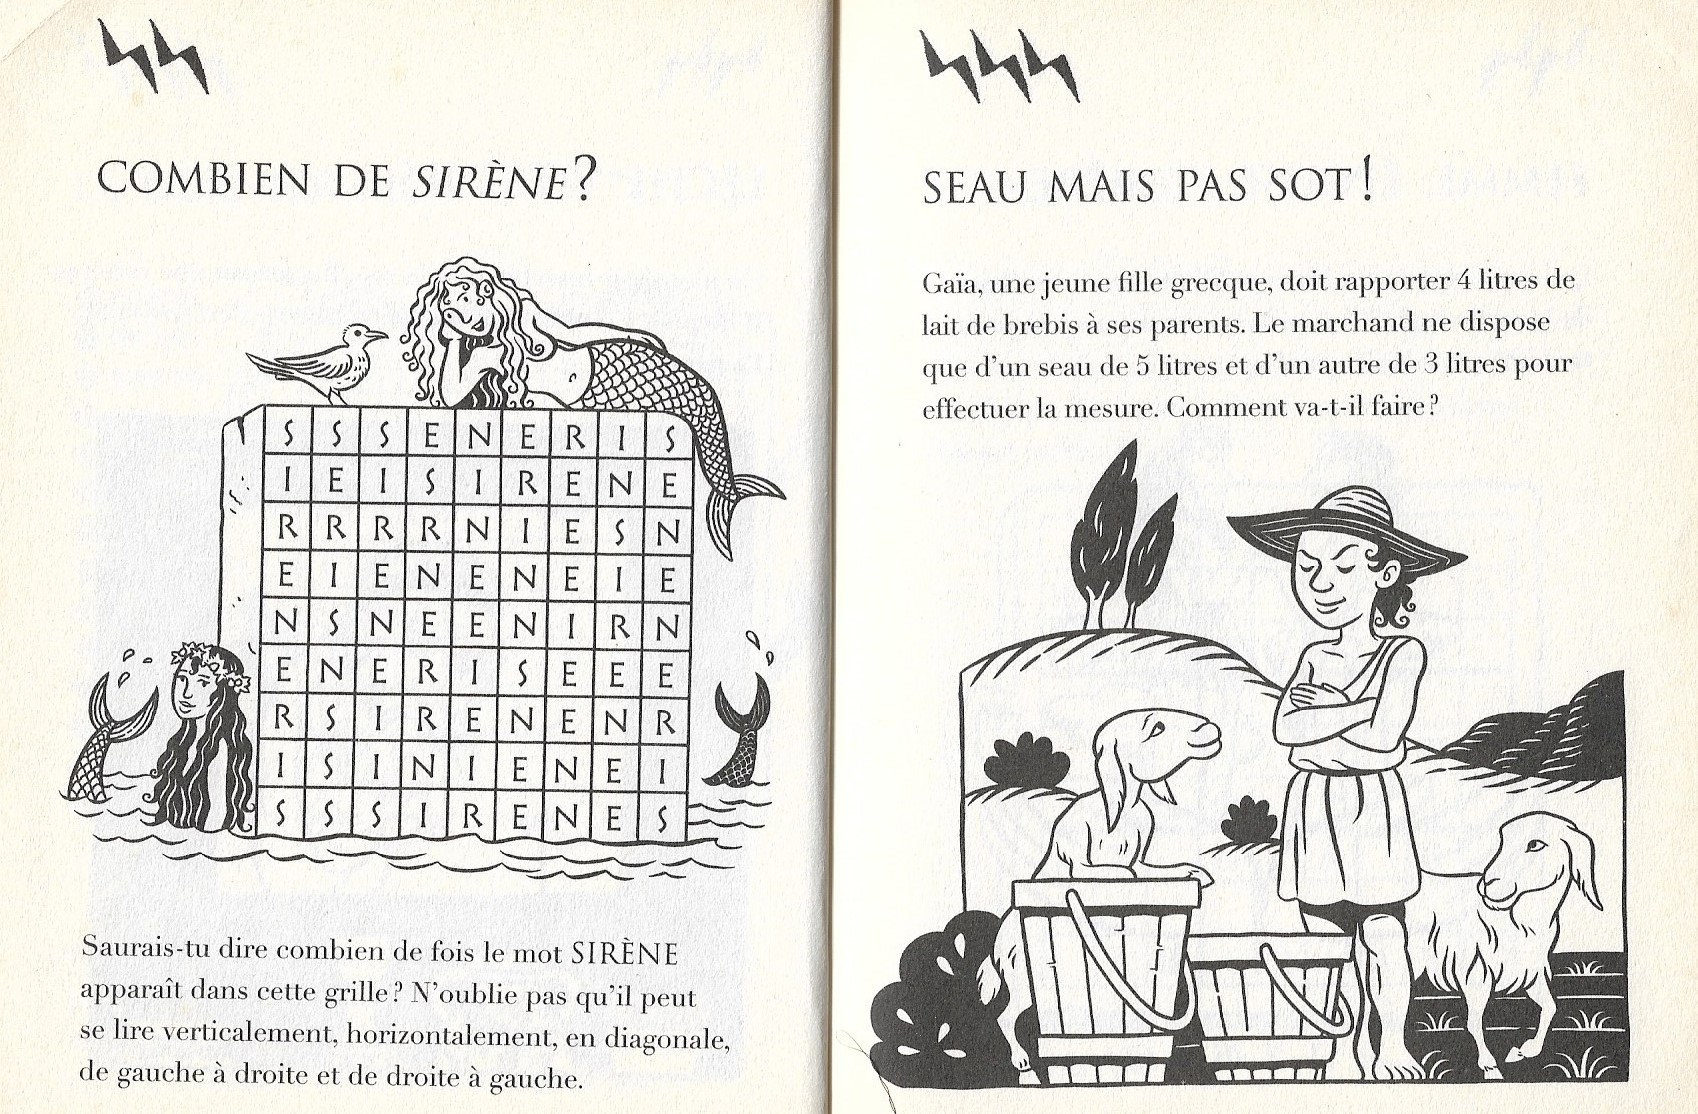 COMBIEN DE SIRÈNE ?
S S S E N E R I S
I E I S I R E N E
R R R R N I E S N
E I E N E N E I E
N S N E E N I R N
E N E R I S E E E
R S I R E N E N R
I S I N I E N E I
S S S I R E N E S
Saurais-tu dire combien de fois le mot SIRÈNE
apparaît dans cette grille ? N'oublie pas qu'il peut
se lire verticalement, horizontalement, en diagonale,
de gauche à droite et de droite à gauche.
SEAU MAIS PAS SOT !
Gaïa, une jeune fille grecque, doit rapporter 4 litres de
lait de brebis à ses parents. Le marchand ne dispose
que d'un seau de 5 litres et d'un autre de 3 litres pour
effectuer la mesure. Comment va-t-il faire ?